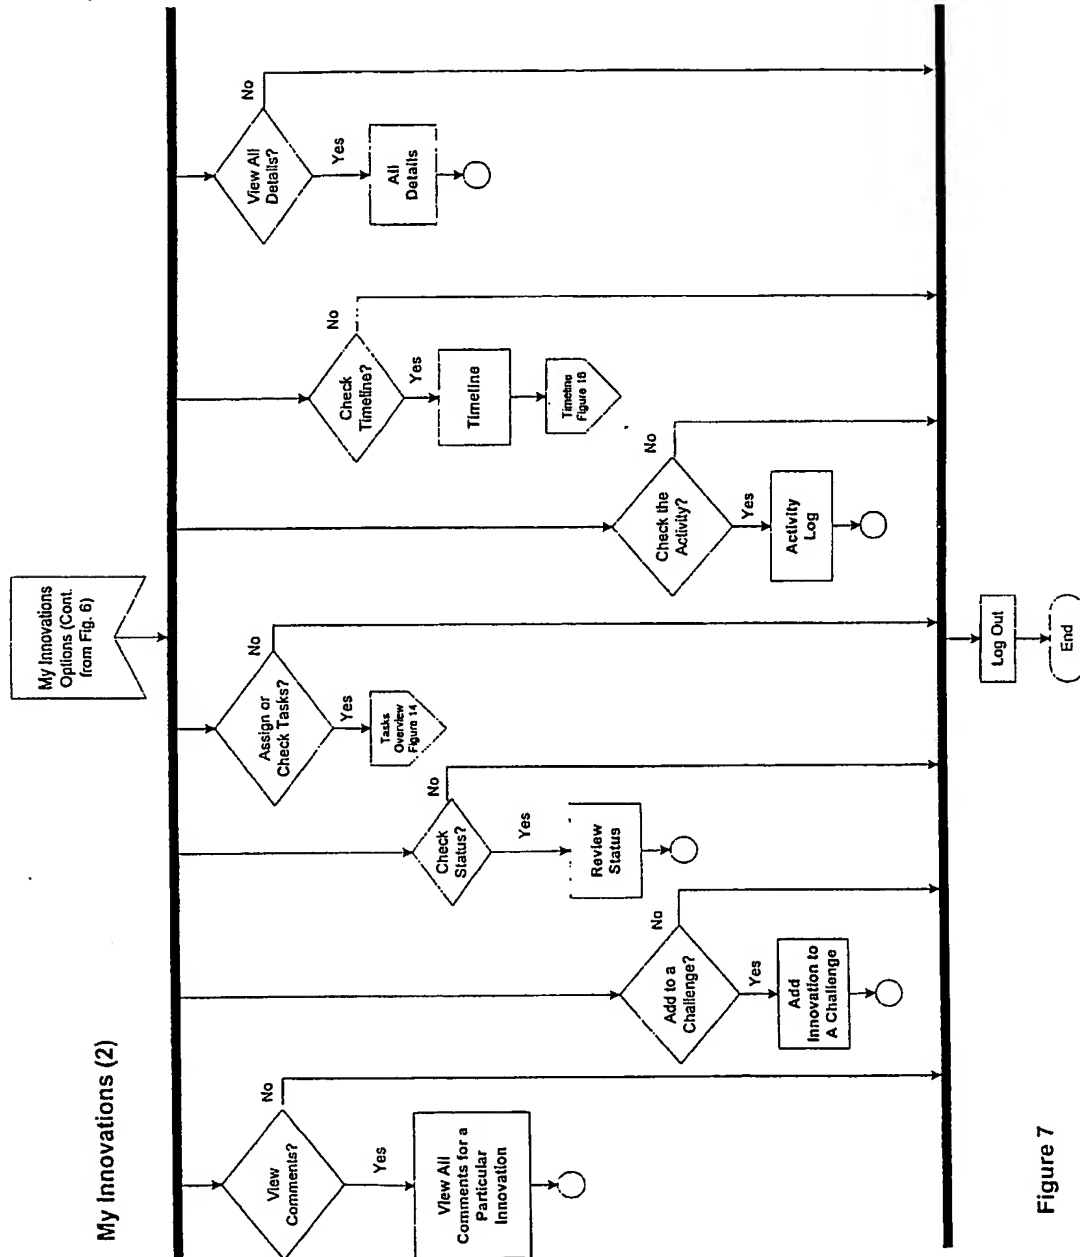 My Innovations (2)
My Innovations
Options (Cont.
from Fig. 6)
View
Comments?
No
Yes
View All
Comments for a
Particular
Innovation
Add to a
Challenge?
No
Yes
Add
Innovation to
A Challenge
Check
Status?
No
Yes
Review
Status
Assign or
Check Tasks?
No
Yes
Tasks
Overview
Figure 14
Check the
Activity?
No
Yes
Activity
Log
Check
Timeline?
No
Yes
Timeline
Timeline
Figure 16
View All
Details?
No
Yes
All
Details
Log Out
End
Figure 7